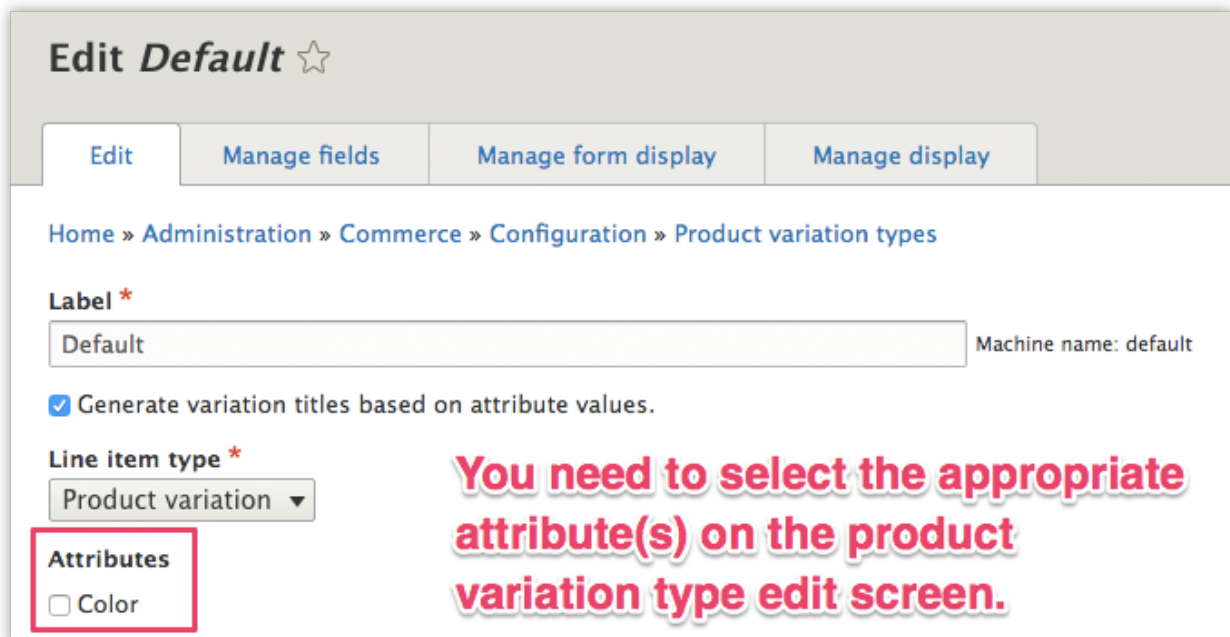 Edit Default
Edit Manage fields Manage form display Manage display
Home » Administration » Commerce » Configuration » Product variation types
Label *
Default Machine name: default
Generate variation titles based on attribute values.
Line item type *
Product variation
You need to select the appropriate
attribute(s) on the product
variation type edit screen.
Attributes
Color